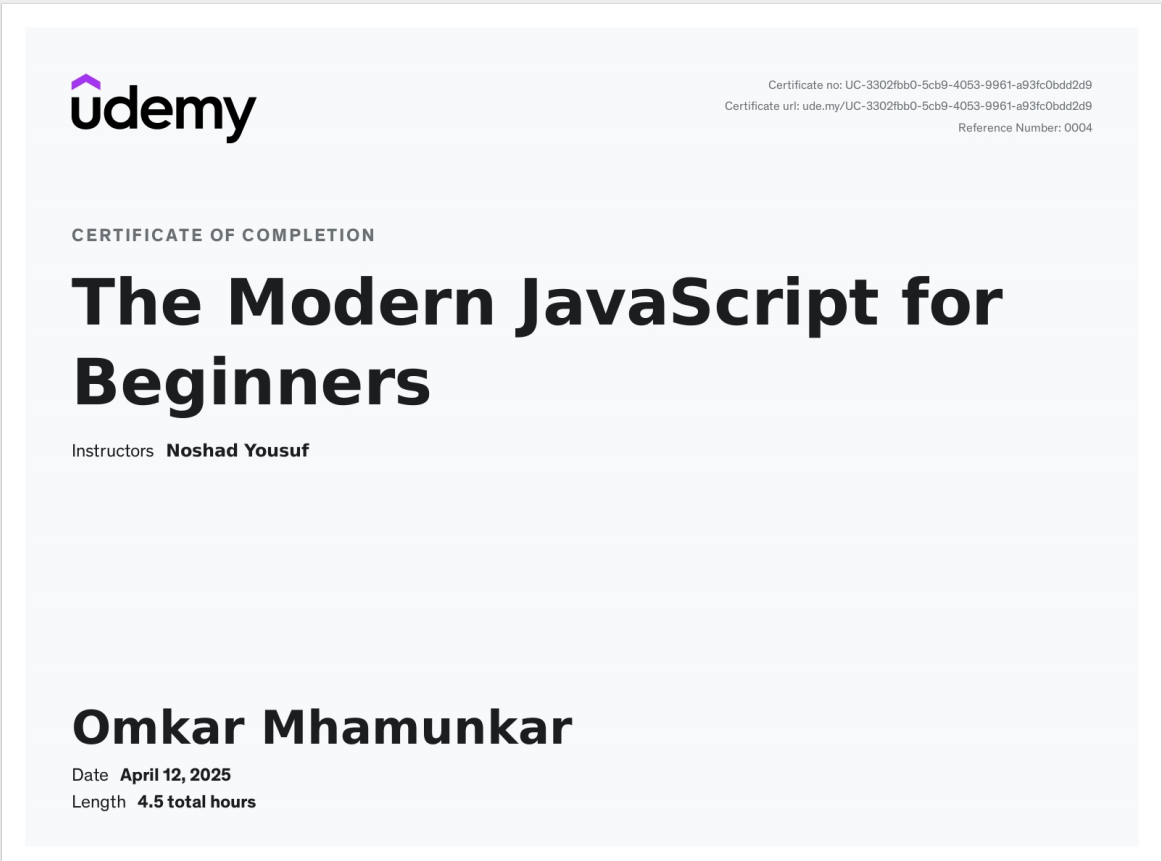 udemy
Certificate no: UC-3302fbb0-5cb9-4053-9961-a93fc0bdd2d9
Certificate url: ude.my/UC-3302fbb0-5cb9-4053-9961-a93fc0bdd2d9
Reference Number: 0004
CERTIFICATE OF COMPLETION
The Modern JavaScript for
Beginners
Instructors Noshad Yousuf
Omkar Mhamunkar
Date April 12, 2025
Length 4.5 total hours